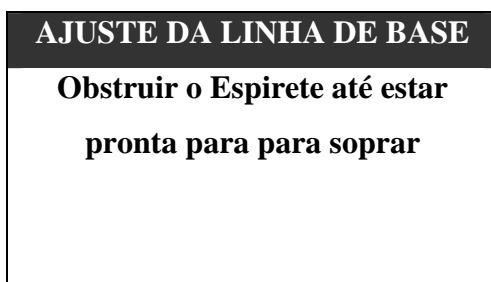 AJUSTE DA LINHA DE BASE
Obstruir o Espirete até estar
pronta para para soprar